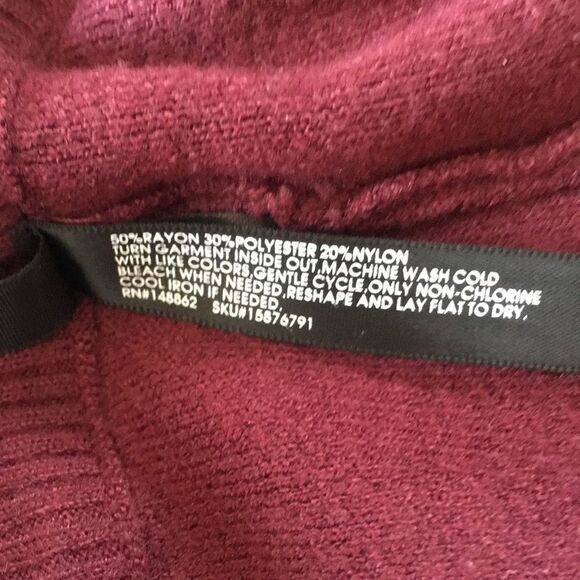 50%RAYON 30%POLYESTER 20%NYLON
TURN GARMENT INSIDE OUT,MACHINE WASH COLD
WITH LIKE COLORS,GENTLE CYCLE,ONLY NON-CHLORINE
BLEACH WHEN NEEDED,RESHAPE AND LAY FLAT TO DRY,
COOL IRON IF NEEDED.
RN#148862 SKU#15876791